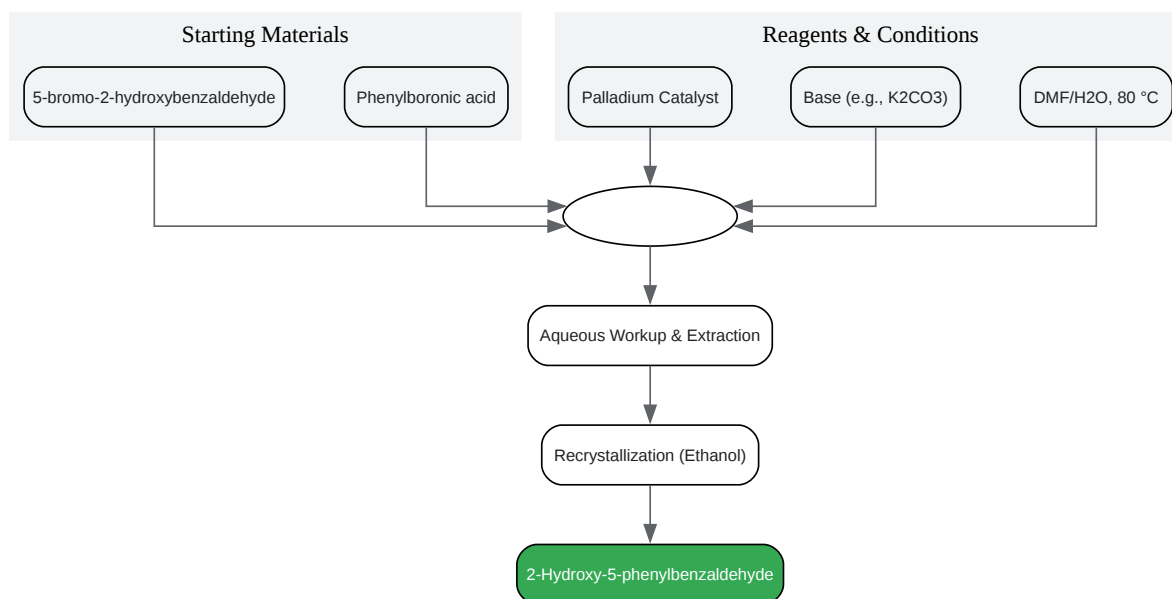 Starting Materials
Reagents & Conditions
5-bromo-2-hydroxybenzaldehyde
Phenylboronic acid
Palladium Catalyst
Base (e.g., K2CO3)
DMF/H2O, 80 °C
Aqueous Workup & Extraction
Recrystallization (Ethanol)
2-Hydroxy-5-phenylbenzaldehyde